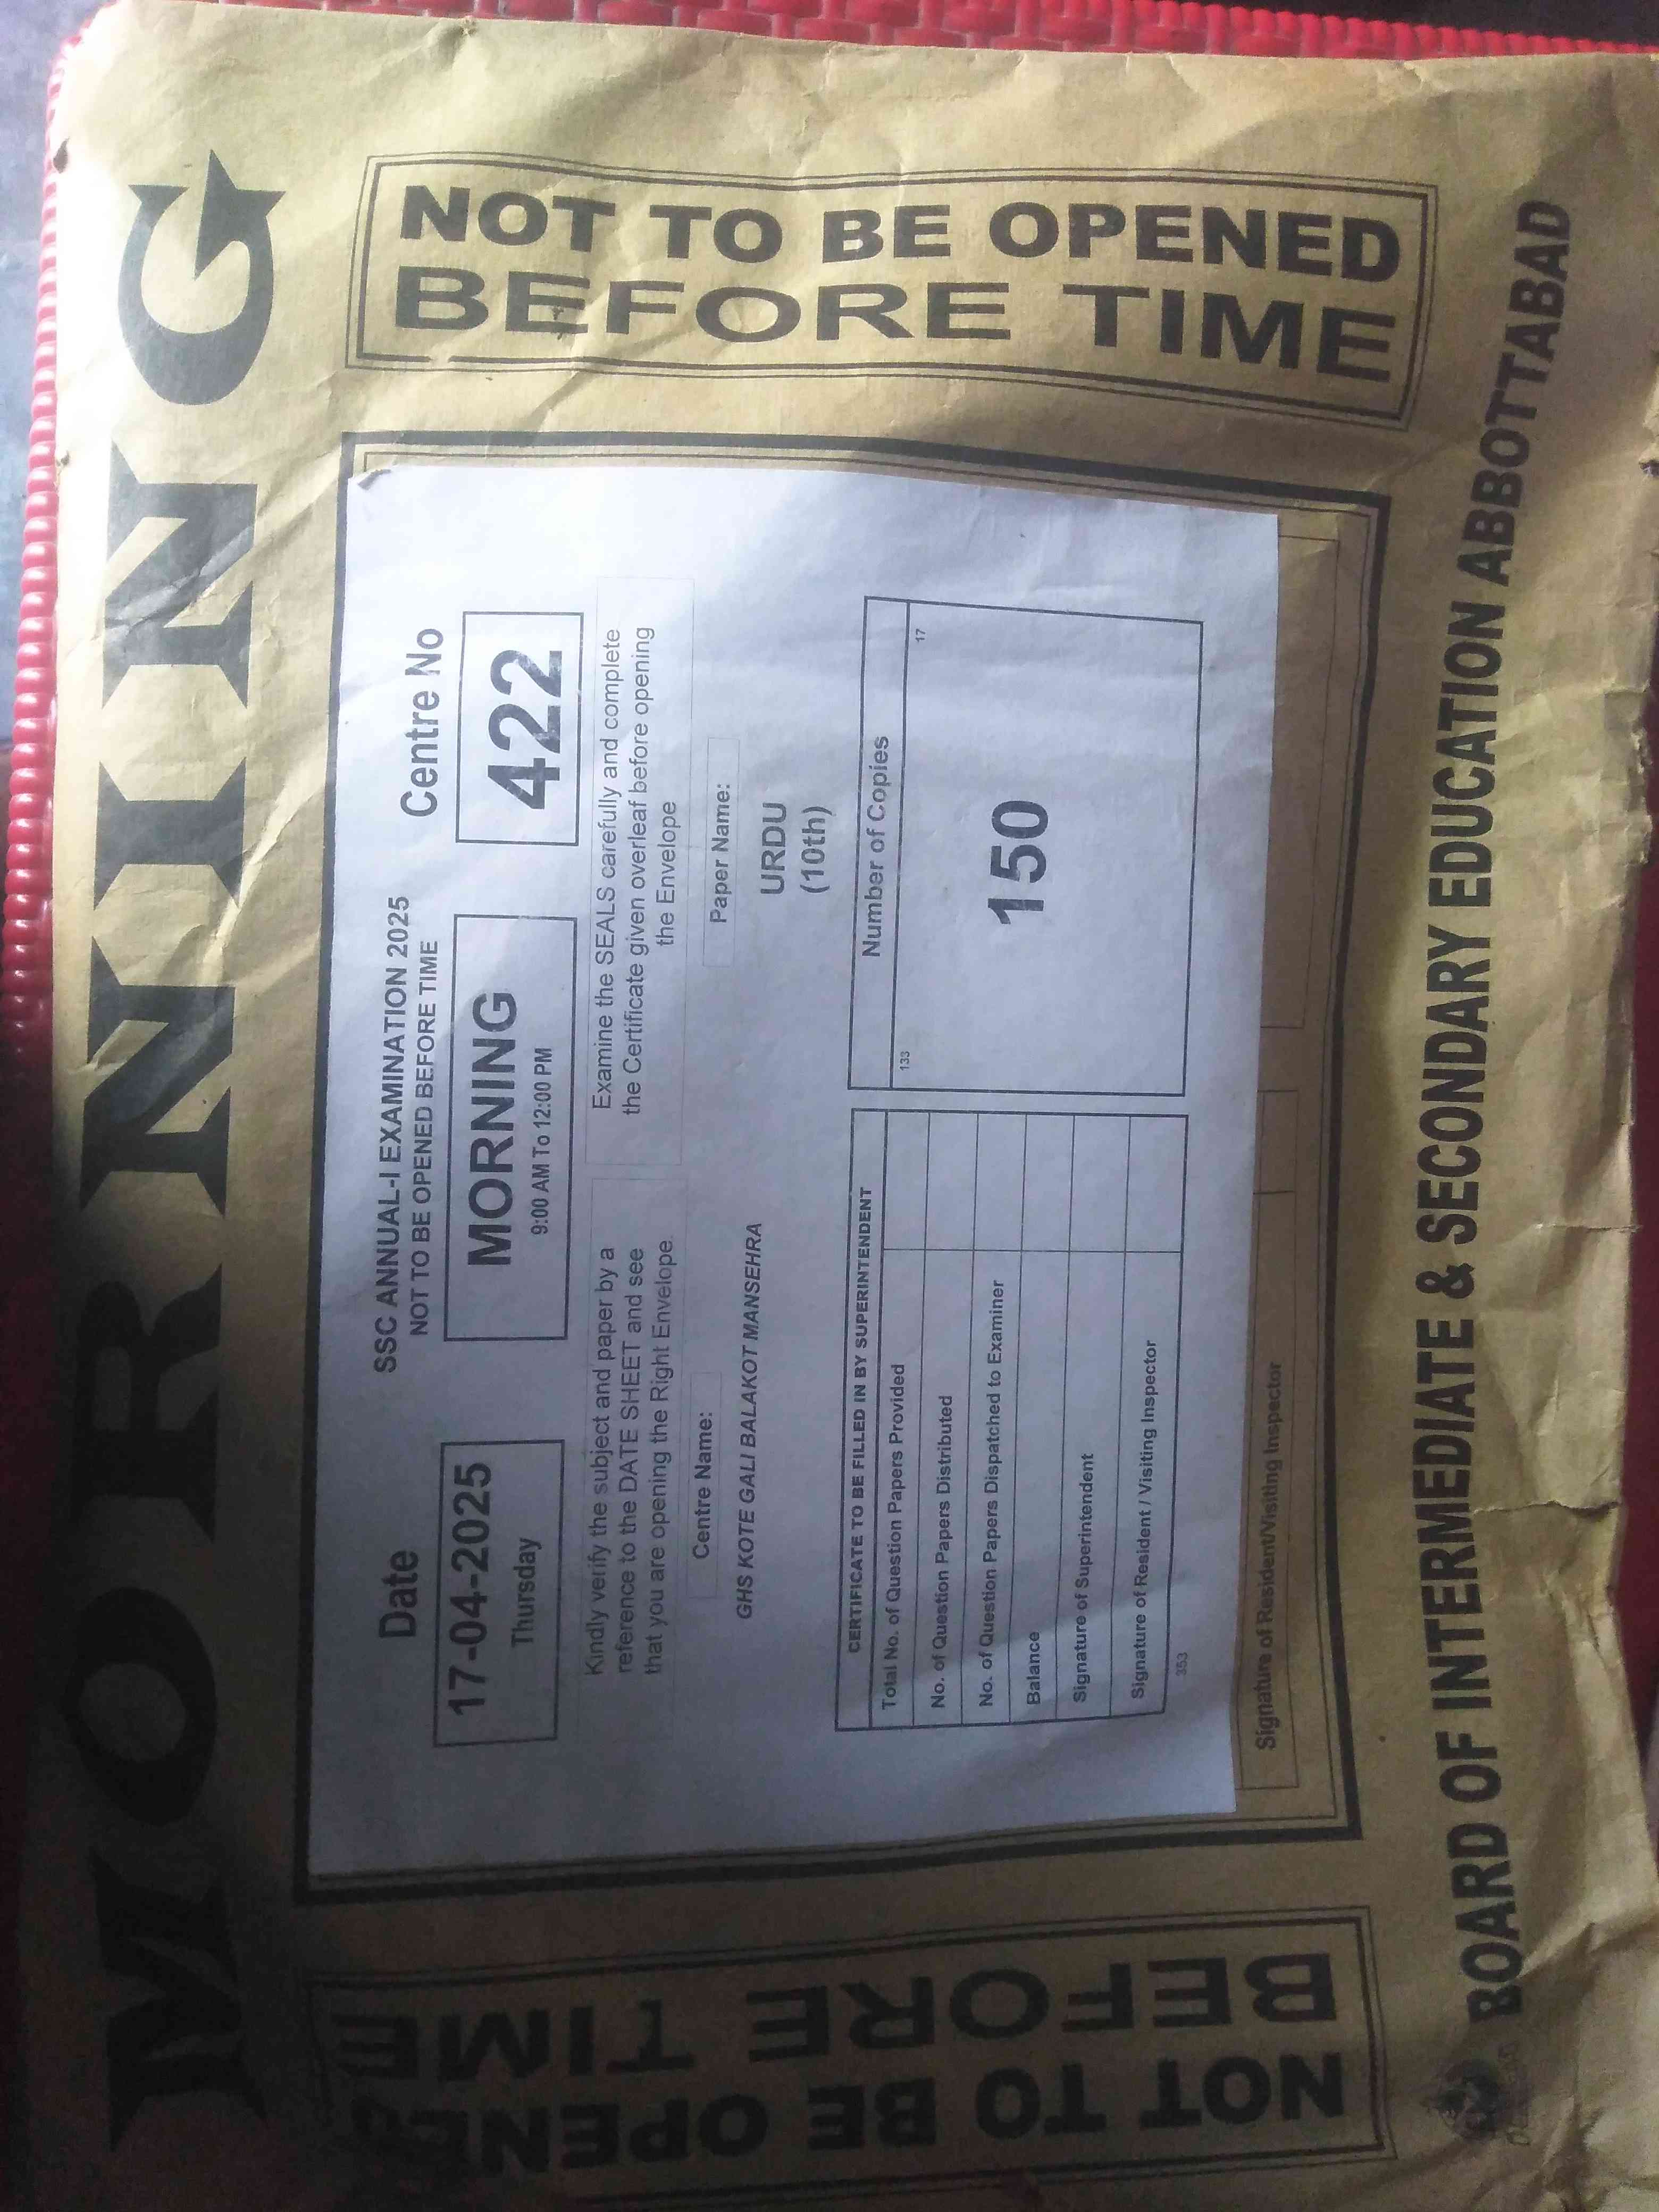 MORNING
NOT TO BE OPENED
BEFORE TIME
SSC ANNUAL-I EXAMINATION 2025
NOT TO BE OPENED BEFORE TIME
Date
17-04-2025
Thursday
MORNING
9:00 AM To 12:00 PM
Centre No
422
Kindly verify the subject and paper by a
reference to the DATE SHEET and see
that you are opening the Right Envelope.
Examine the SEALS carefully and complete
the Certificate given overleaf before opening
the Envelope
Centre Name:
GHS KOTE GALI BALAKOT MANSEHRA
Paper Name:
URDU
(10th)
CERTIFICATE TO BE FILLED IN BY SUPERINTENDENT
Total No. of Question Papers Provided
No. of Question Papers Distributed
No. of Question Papers Dispatched to Examiner
Balance
Signature of Superintendent
Signature of Resident / Visiting Inspector
353
Number of Copies
133
17
150
Signature of Resident/Visiting Inspector
NOT TO BE OPENED
BEFORE TIME
BOARD OF INTERMEDIATE & SECONDARY EDUCATION ABBOTTABAD